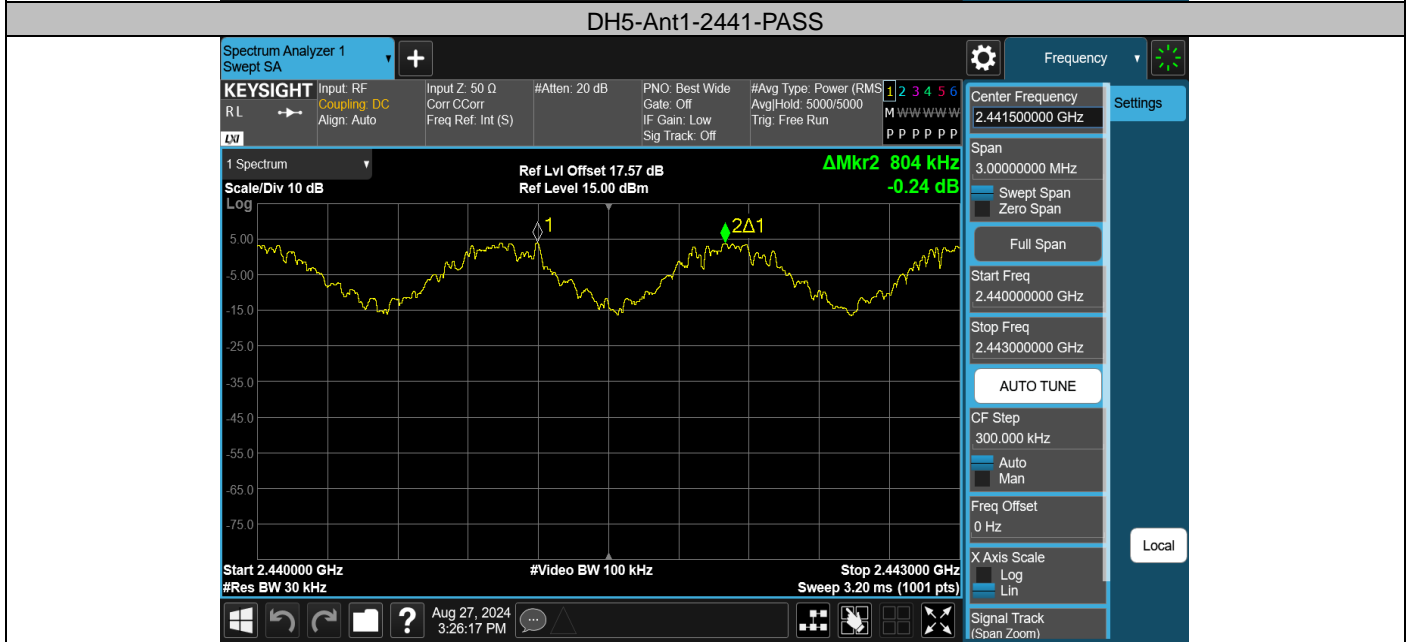 DH5-Ant1-2441-PASS
Spectrum Analyzer 1
Swept SA
Frequency
KEYSIGHT
R L
LXI
Input: RF
Coupling: DC
Align: Auto
Input Z: 50 Ω
Corr CCorr
Freq Ref: Int (S)
#Atten: 20 dB
PNO: Best Wide
Gate: Off
IF Gain: Low
Sig Track: Off
#Avg Type: Power (RMS
Avg|Hold: 5000/5000
Trig: Free Run
1 2 3 4 5 6
M W W W W W
P P P P P P
1 Spectrum
Scale/Div 10 dB
Log
Ref Lvl Offset 17.57 dB
Ref Level 15.00 dBm
ΔMkr2 804 kHz
-0.24 dB
1
2Δ1
5.00
-5.00
-15.0
-25.0
-35.0
-45.0
-55.0
-65.0
-75.0
Start 2.440000 GHz
#Video BW 100 kHz
Stop 2.443000 GHz
#Res BW 30 kHz
Sweep 3.20 ms (1001 pts)
Aug 27, 2024
3:26:17 PM
Center Frequency
2.441500000 GHz
Settings
Span
3.00000000 MHz
Swept Span
Zero Span
Full Span
Start Freq
2.440000000 GHz
Stop Freq
2.443000000 GHz
AUTO TUNE
CF Step
300.000 kHz
Auto
Man
Freq Offset
0 Hz
X Axis Scale
Log
Lin
Local
Signal Track
(Span Zoom)